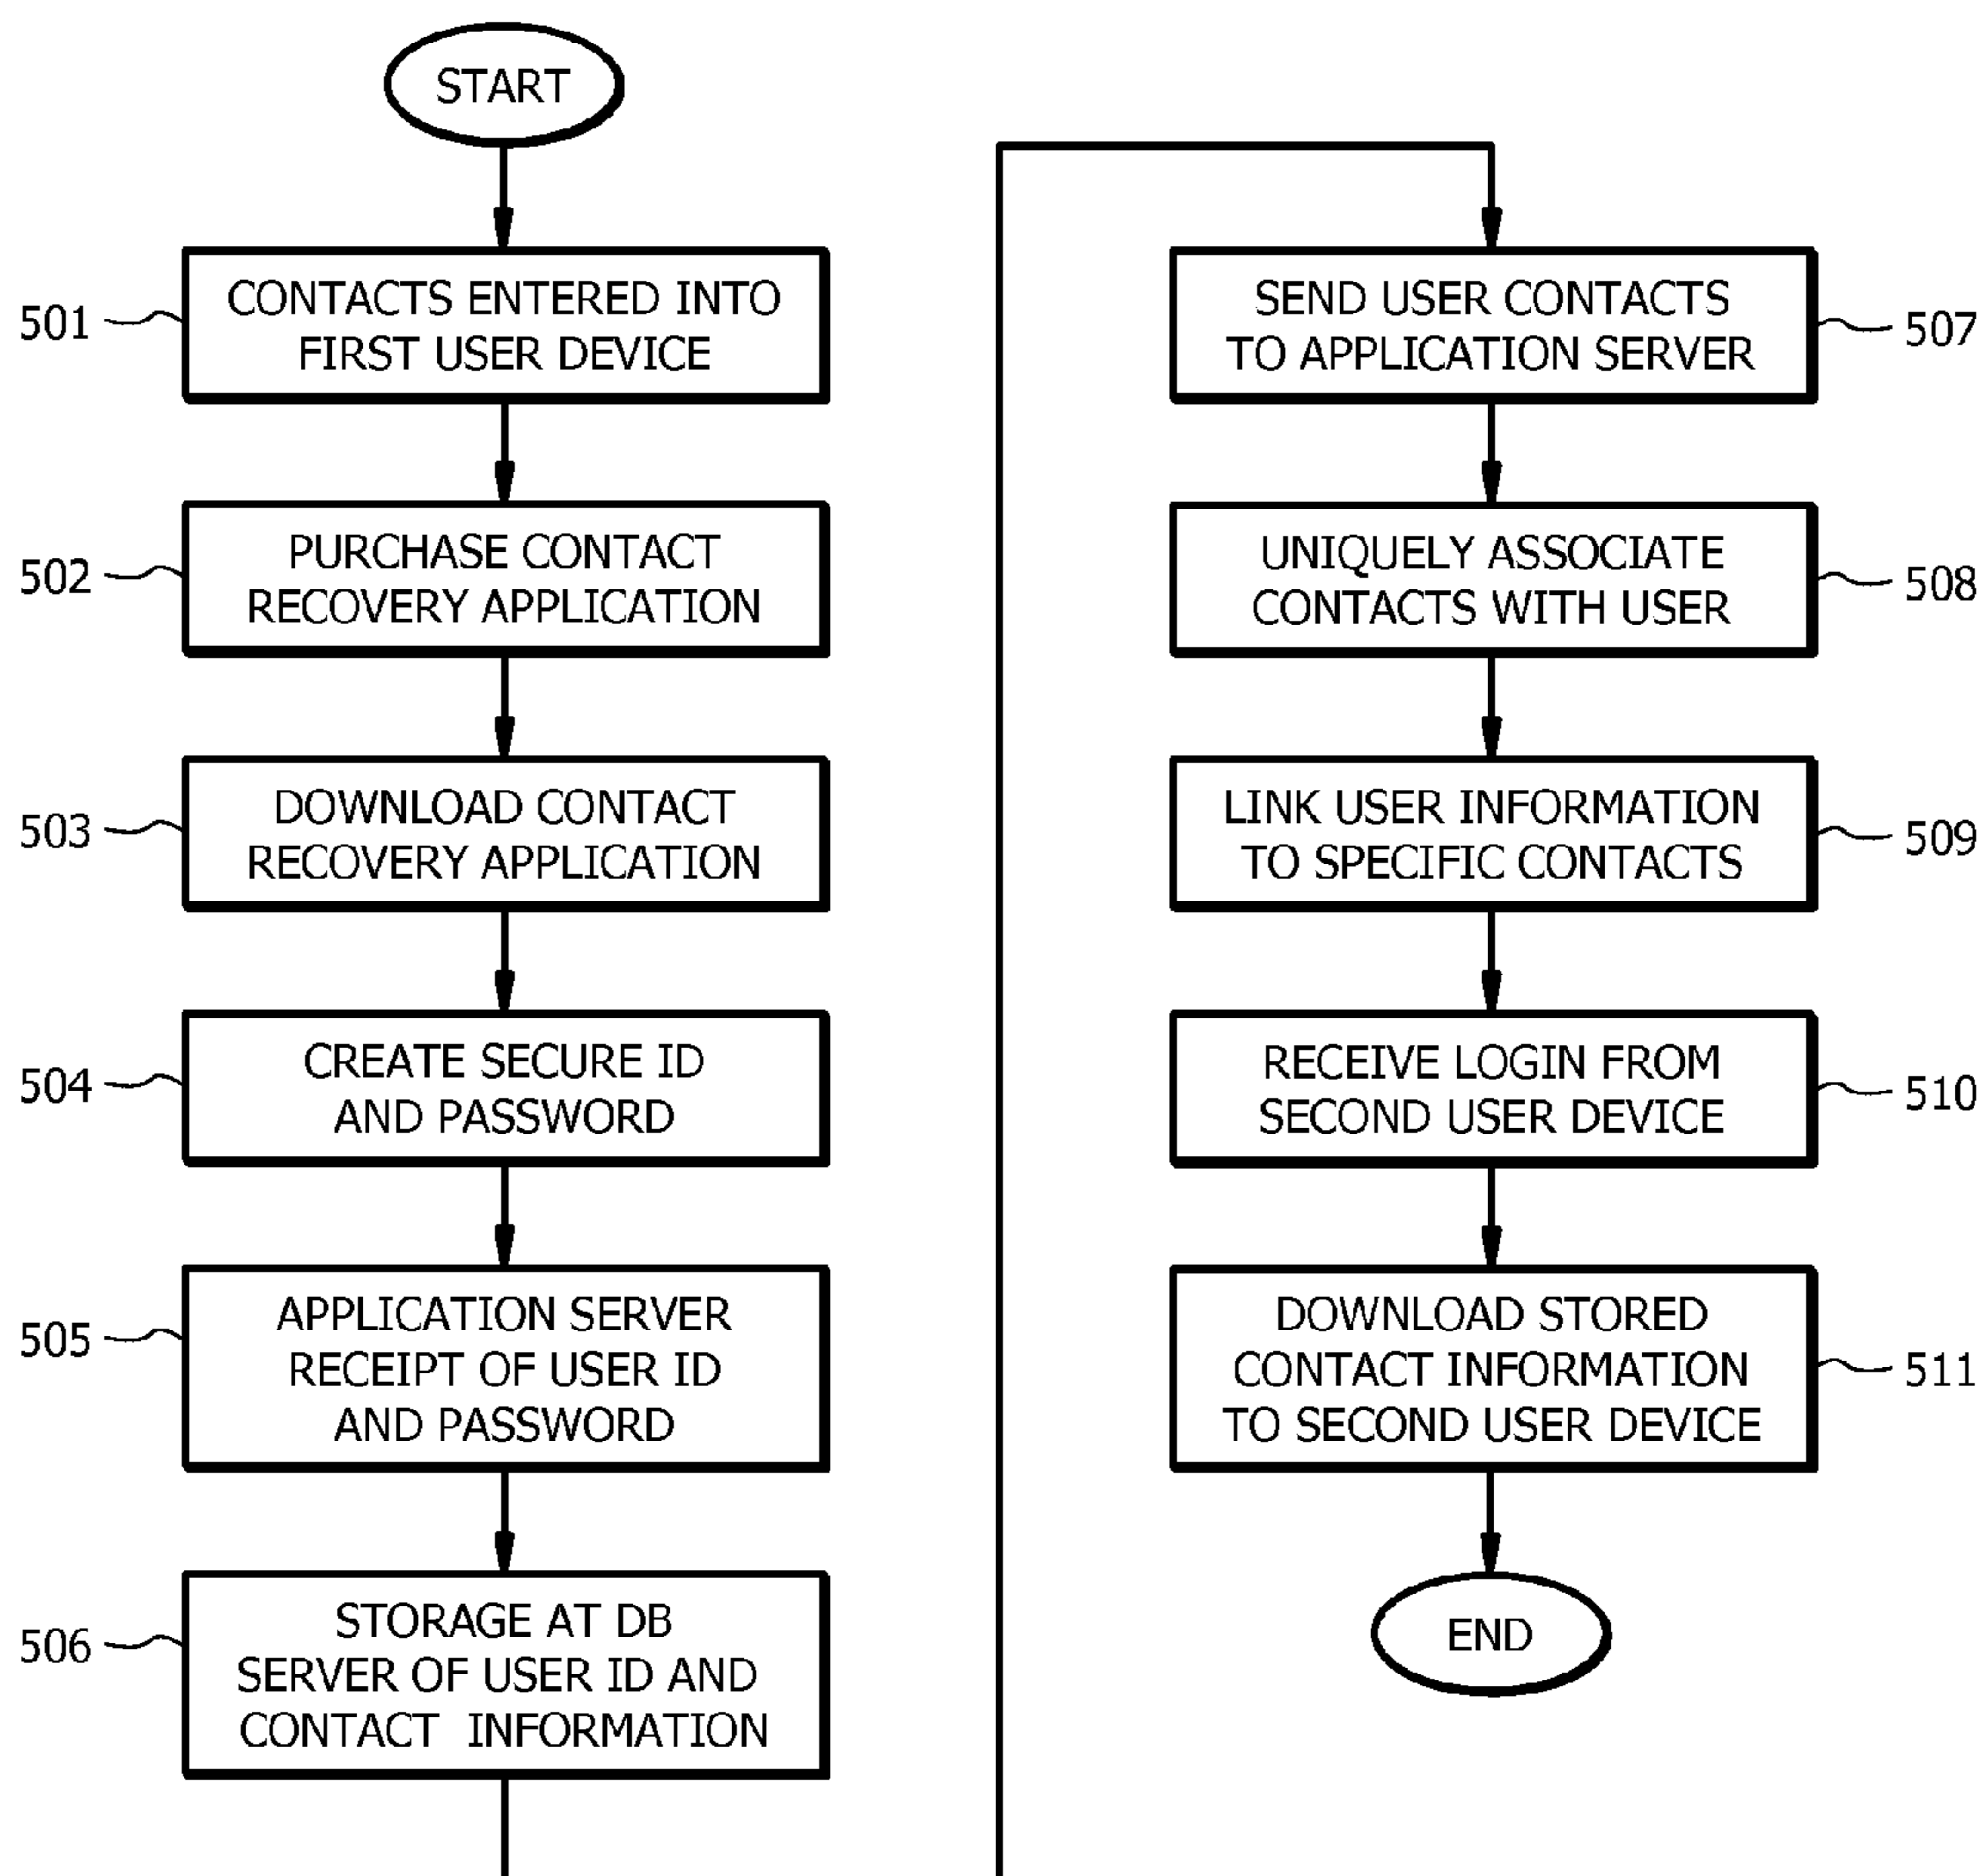 START
501
CONTACTS ENTERED INTO
FIRST USER DEVICE
502
PURCHASE CONTACT
RECOVERY APPLICATION
503
DOWNLOAD CONTACT
RECOVERY APPLICATION
504
CREATE SECURE ID
AND PASSWORD
505
APPLICATION SERVER
RECEIPT OF USER ID
AND PASSWORD
506
STORAGE AT DB
SERVER OF USER ID AND
CONTACT INFORMATION
SEND USER CONTACTS
TO APPLICATION SERVER
507
UNIQUELY ASSOCIATE
CONTACTS WITH USER
508
LINK USER INFORMATION
TO SPECIFIC CONTACTS
509
RECEIVE LOGIN FROM
SECOND USER DEVICE
510
DOWNLOAD STORED
CONTACT INFORMATION
TO SECOND USER DEVICE
511
END